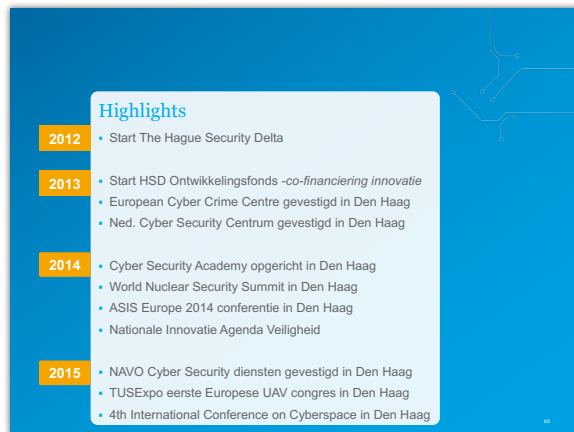 Highlights
2012
▪ Start The Hague Security Delta
2013
▪ Start HSD Ontwikkelingsfonds -co-financiering innovatie
▪ European Cyber Crime Centre gevestigd in Den Haag
▪ Ned. Cyber Security Centrum gevestigd in Den Haag
2014
▪ Cyber Security Academy opgericht in Den Haag
▪ World Nuclear Security Summit in Den Haag
▪ ASIS Europe 2014 conferentie in Den Haag
▪ Nationale Innovatie Agenda Veiligheid
2015
▪ NAVO Cyber Security diensten gevestigd in Den Haag
▪ TUSExpo eerste Europese UAV congres in Den Haag
▪ 4th International Conference on Cyberspace in Den Haag
10